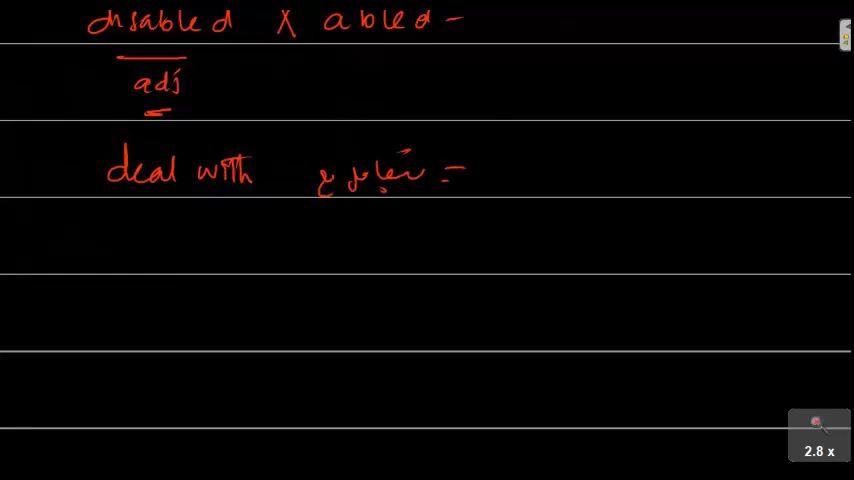 disabled X abled -
adj
deal with يتعامل مع =
2.8 x